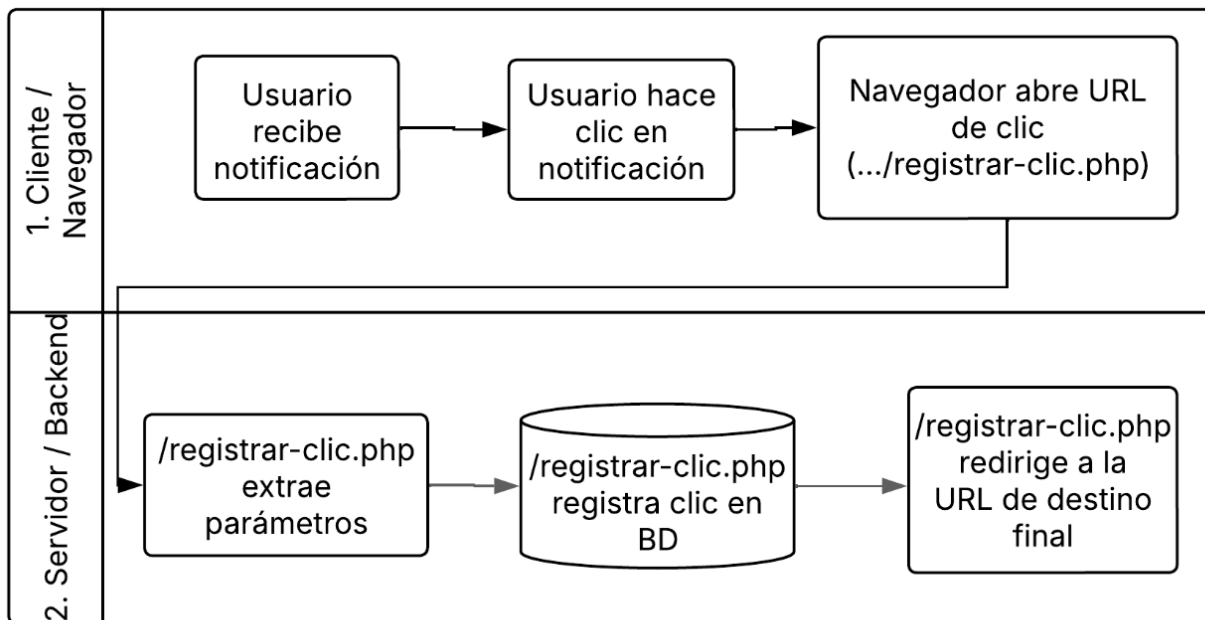 1. Cliente /
Navegador
Usuario
recibe
notificación
Usuario hace
clic en
notificación
Navegador abre URL
de clic
(.../registrar-clic.php)
2. Servidor / Backend
/registrar-clic.php
extrae
parámetros
/registrar-clic.php
registra clic en
BD
/registrar-clic.php
redirige a la
URL de destino
final